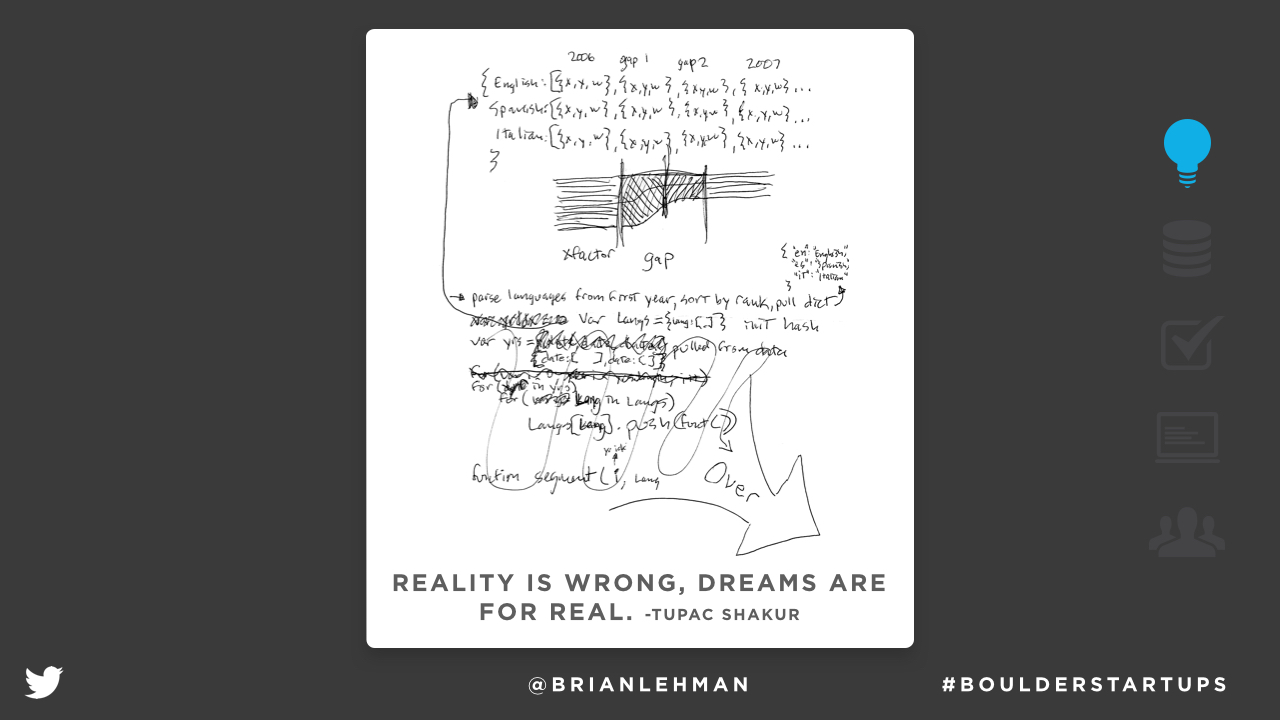 2006 gap 1 gap 2 2007
{ English: [{x,y,w}, {x,y,w}, {x,y,w}, {x,y,w} ...
Spanish: [{x,y,w}, {x,y,w}, {x,y,w}, {x,y,w} ...
Italian: [{x,y,w}, {x,y,w}, {x,y,w}, {x,y,w} ...
}
xfactor gap
{ "en": "English",
"es": "Spanish",
"it": "Italian"
}
parse languages from first year, sort by rank, pull dict
var langs = {lang: [..]} init hash
var yrs =
{[date: [ ], date: [ ]]} pulled from data
for ( in yrs)
for ( lang in langs)
Langs[lang].push(funct())
function segment(i, lang
Over
REALITY IS WRONG, DREAMS ARE
FOR REAL. -TUPAC SHAKUR
@BRIANLEHMAN
#BOULDERSTARTUPS